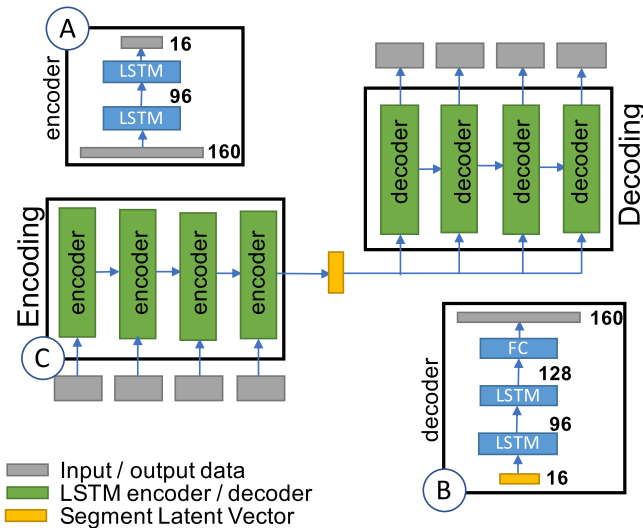 A
encoder
16
LSTM
96
LSTM
160
Decoding
decoder
decoder
decoder
decoder
Encoding
encoder
encoder
encoder
encoder
C
decoder
160
FC
128
LSTM
96
LSTM
16
B
Input / output data
LSTM encoder / decoder
Segment Latent Vector